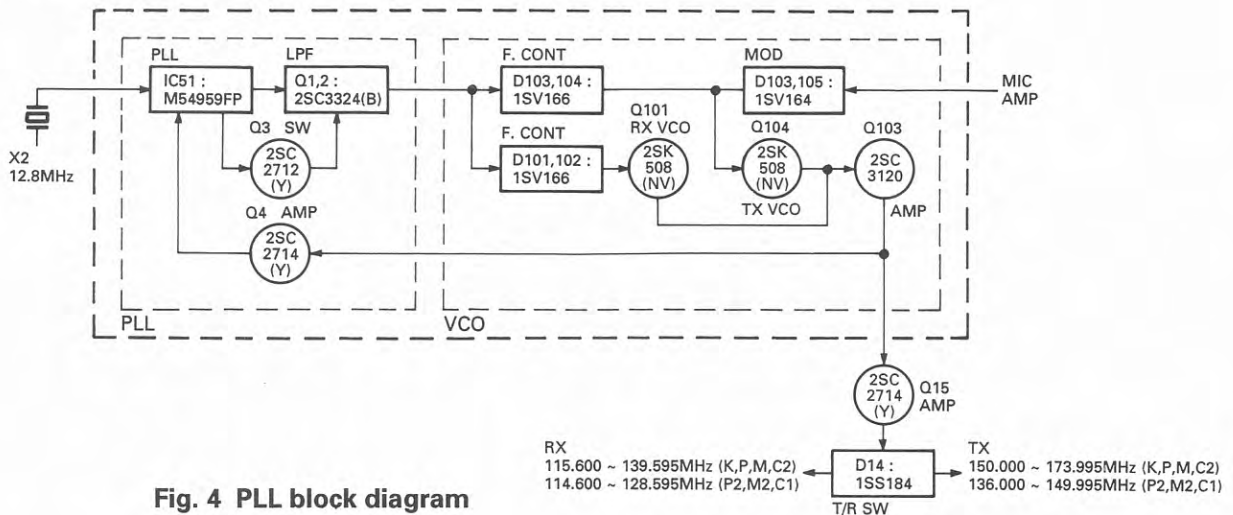 PLL
IC51 :
M54959FP
LPF
Q1,2 :
2SC3324(B)
Q3 SW
2SC
2712
(Y)
Q4 AMP
2SC
2714
(Y)
X2
12.8MHz
PLL
F. CONT
D103,104 :
1SV166
F. CONT
D101,102 :
1SV166
Q101
RX VCO
2SK
508
(NV)
MOD
D103,105 :
1SV164
MIC
AMP
Q104
2SK
508
(NV)
TX VCO
Q103
2SC
3120
AMP
VCO
2SC
2714
(Y)
Q15
AMP
RX
115.600 ~ 139.595MHz (K,P,M,C2)
114.600 ~ 128.595MHz (P2,M2,C1)
D14 :
1SS184
T/R SW
TX
150.000 ~ 173.995MHz (K,P,M,C2)
136.000 ~ 149.995MHz (P2,M2,C1)
Fig. 4 PLL block diagram